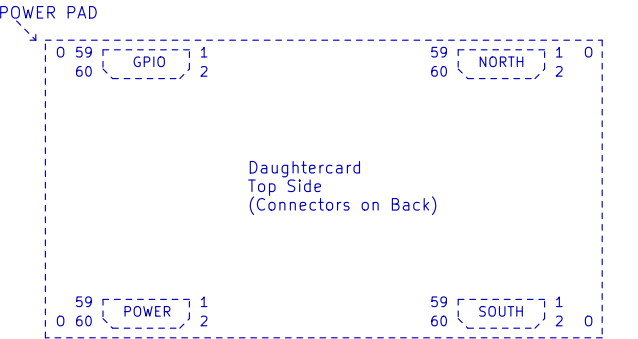 POWER PAD
O 59 GPIO 1 59 NORTH 1 O
60 2 60 2
Daughtercard
Top Side
(Connectors on Back)
59 POWER 1 59 SOUTH 1
O 60 2 60 2 O